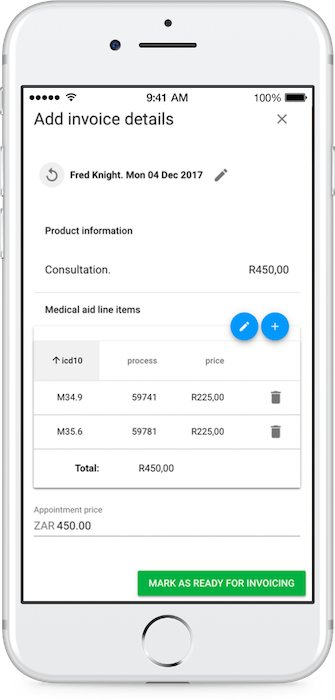 9:41 AM 100%
Add invoice details
Fred Knight. Mon 04 Dec 2017
Product information
Consultation. R450,00
Medical aid line items
icd10 process price
M34.9 59741 R225,00
M35.6 59781 R225,00
Total: R450,00
Appointment price
ZAR 450.00
MARK AS READY FOR INVOICING